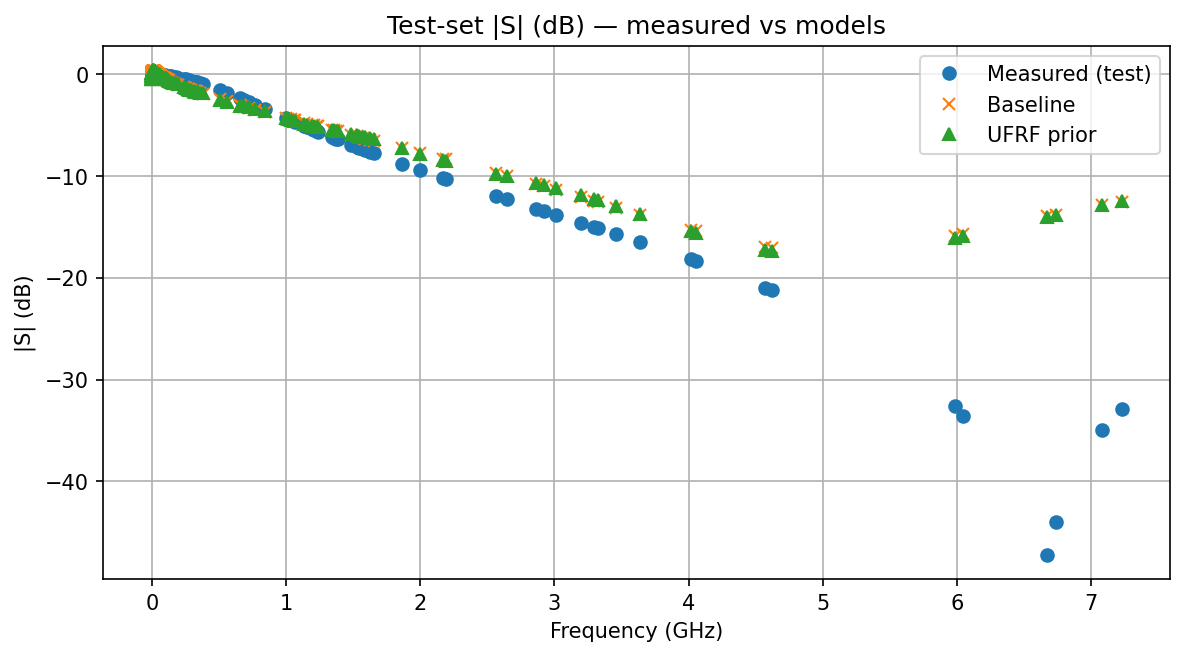 Test-set |S| (dB) — measured vs models
Measured (test)
Baseline
UFRF prior
0
−10
−20
−30
−40
|S| (dB)
0 1 2 3 4 5 6 7
Frequency (GHz)